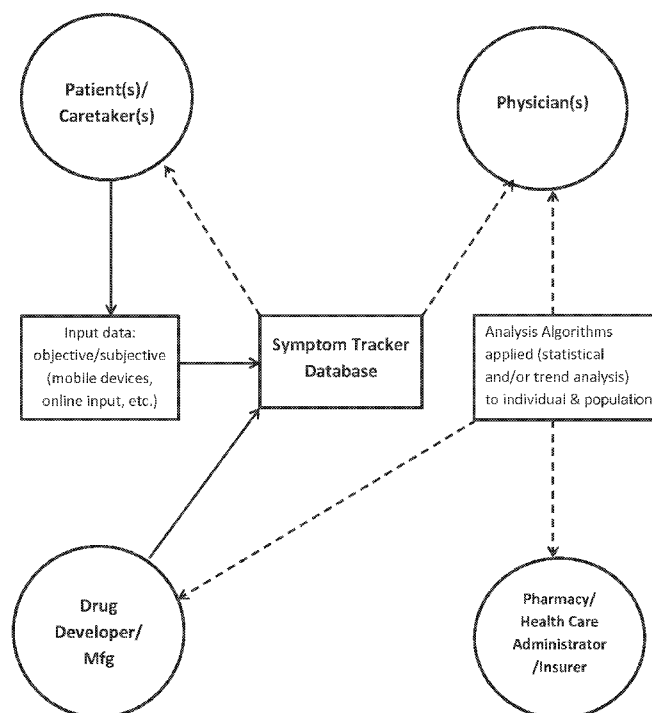 Patient(s)/
Caretaker(s)
Physician(s)
Input data:
objective/subjective
(mobile devices,
online input, etc.)
Symptom Tracker
Database
Analysis Algorithms
applied (statistical
and/or trend analysis)
to individual & population
Drug
Developer/
Mfg
Pharmacy/
Health Care
Administrator
/Insurer